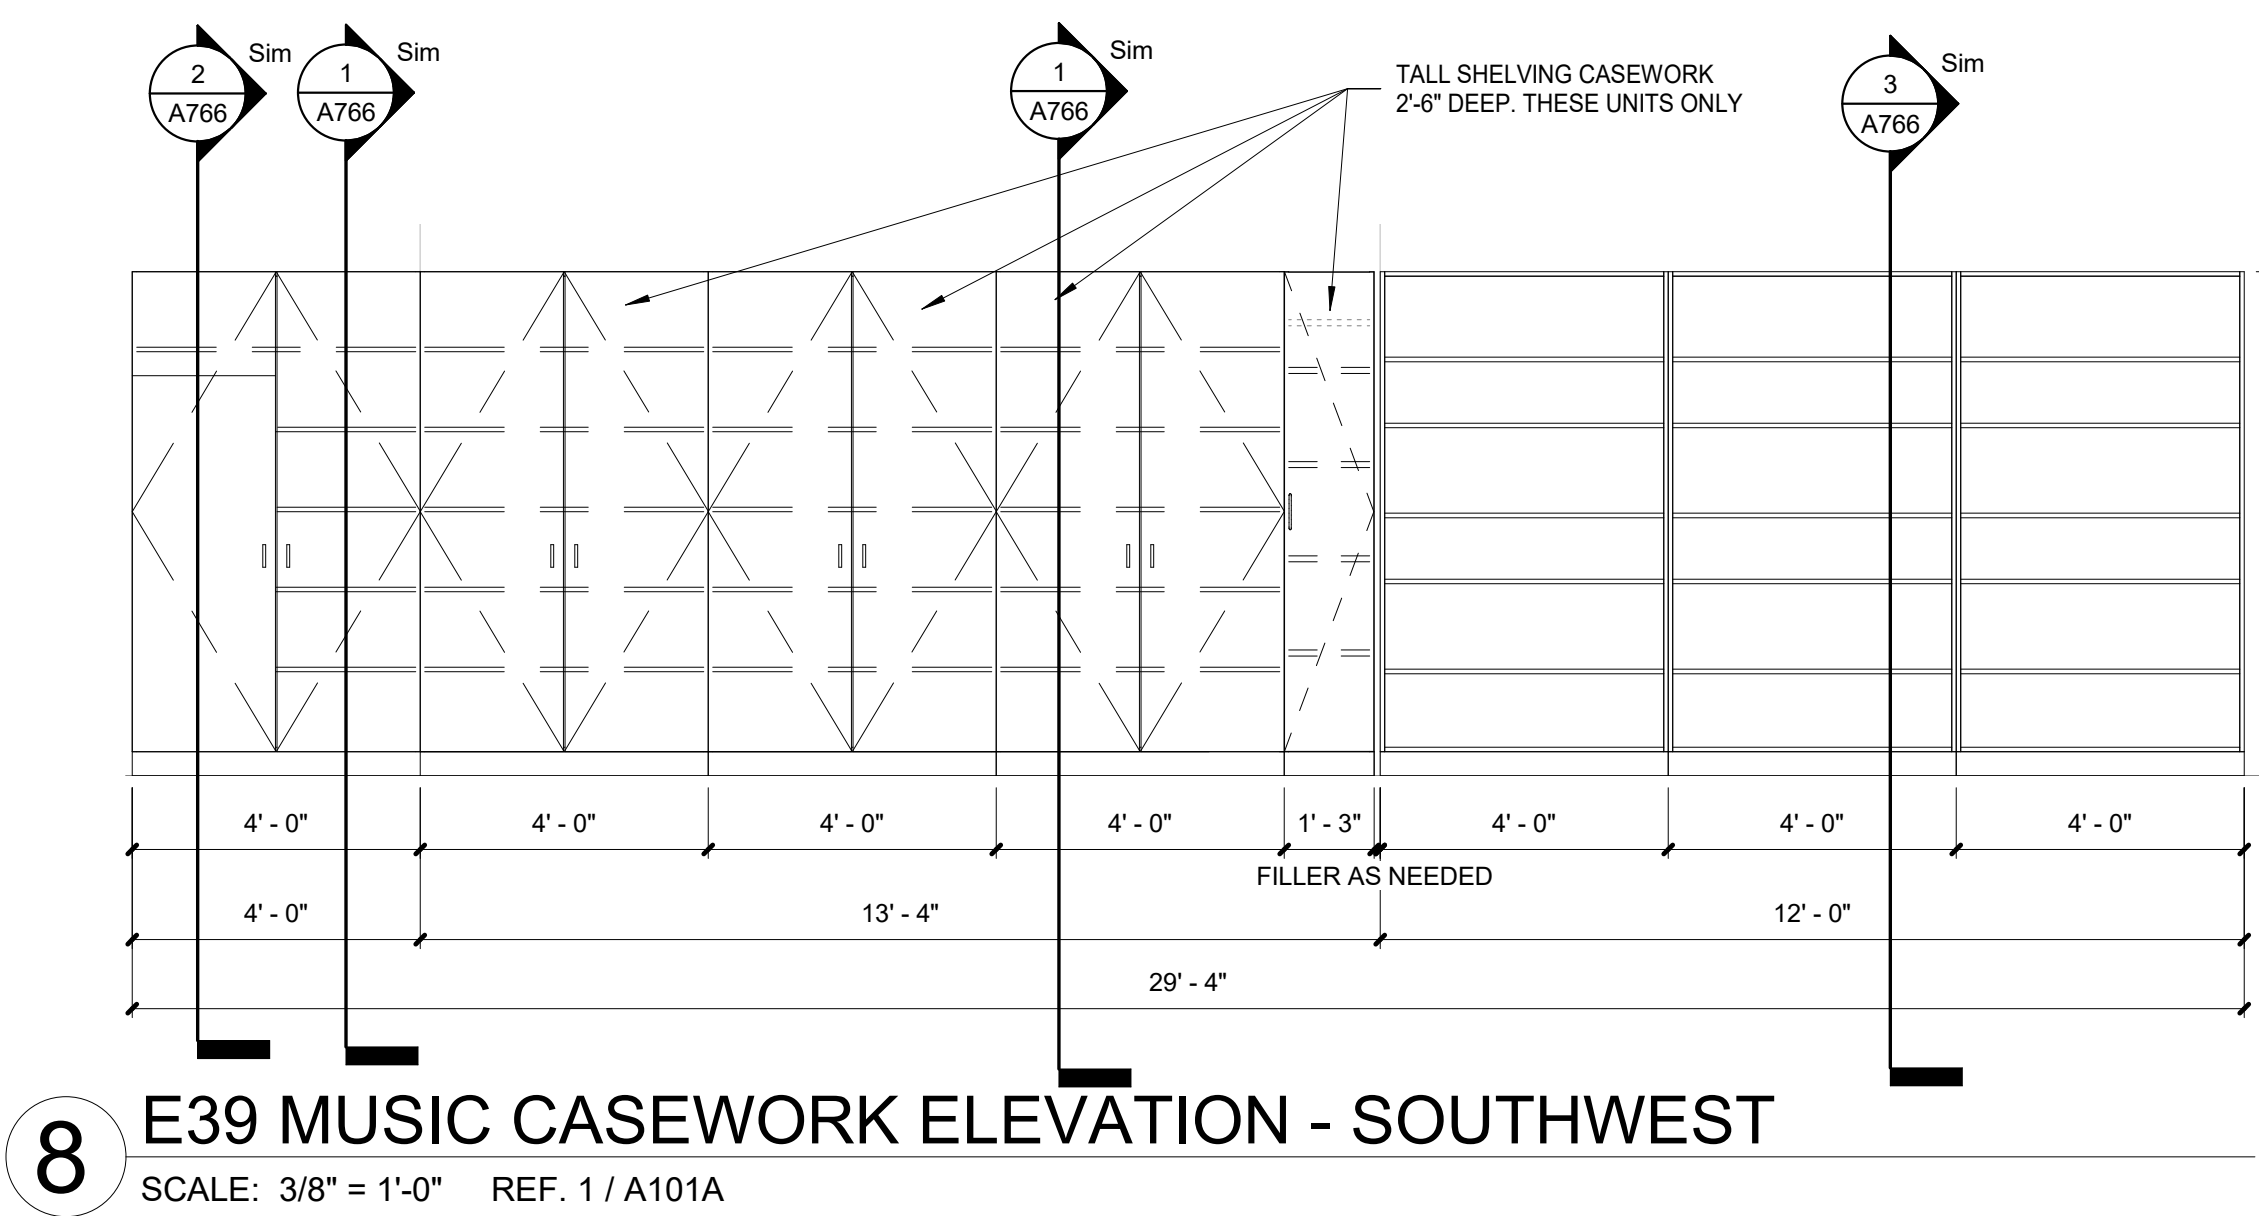 2
A766
Sim
1
A766
Sim
1
A766
Sim
TALL SHELVING CASEWORK
2'-6" DEEP. THESE UNITS ONLY
3
A766
Sim
4' - 0" 4' - 0" 4' - 0" 4' - 0" 1' - 3" 4' - 0" 4' - 0" 4' - 0"
FILLER AS NEEDED
4' - 0" 13' - 4" 12' - 0"
29' - 4"
8
E39 MUSIC CASEWORK ELEVATION - SOUTHWEST
SCALE: 3/8" = 1'-0" REF. 1 / A101A